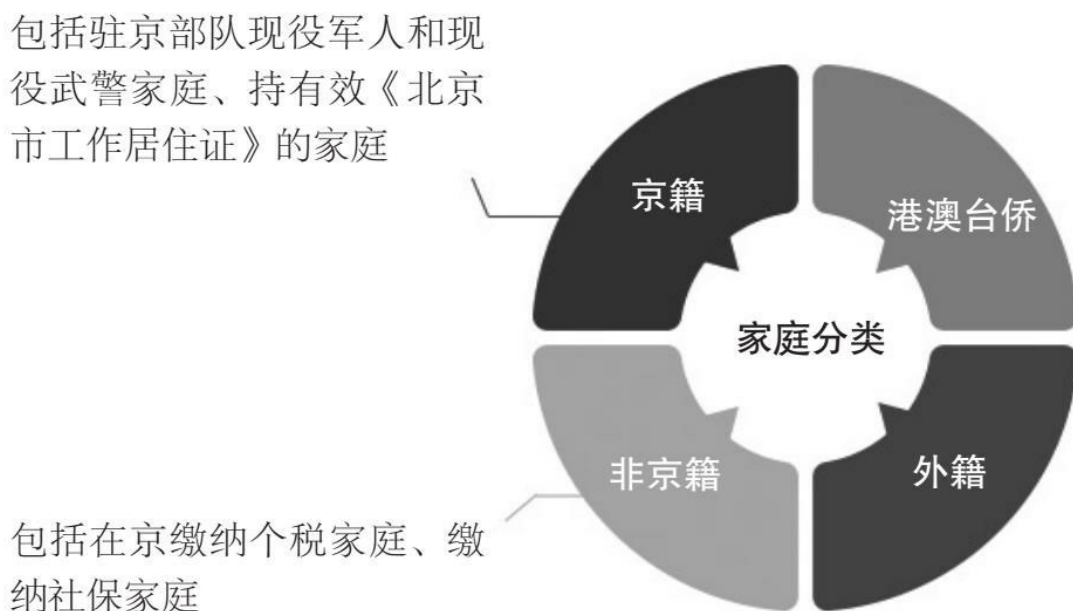 包括驻京部队现役军人和现
役武警家庭、持有效《北京
市工作居住证》的家庭
京籍
港澳台侨
家庭分类
非京籍
外籍
包括在京缴纳个税家庭、缴
纳社保家庭